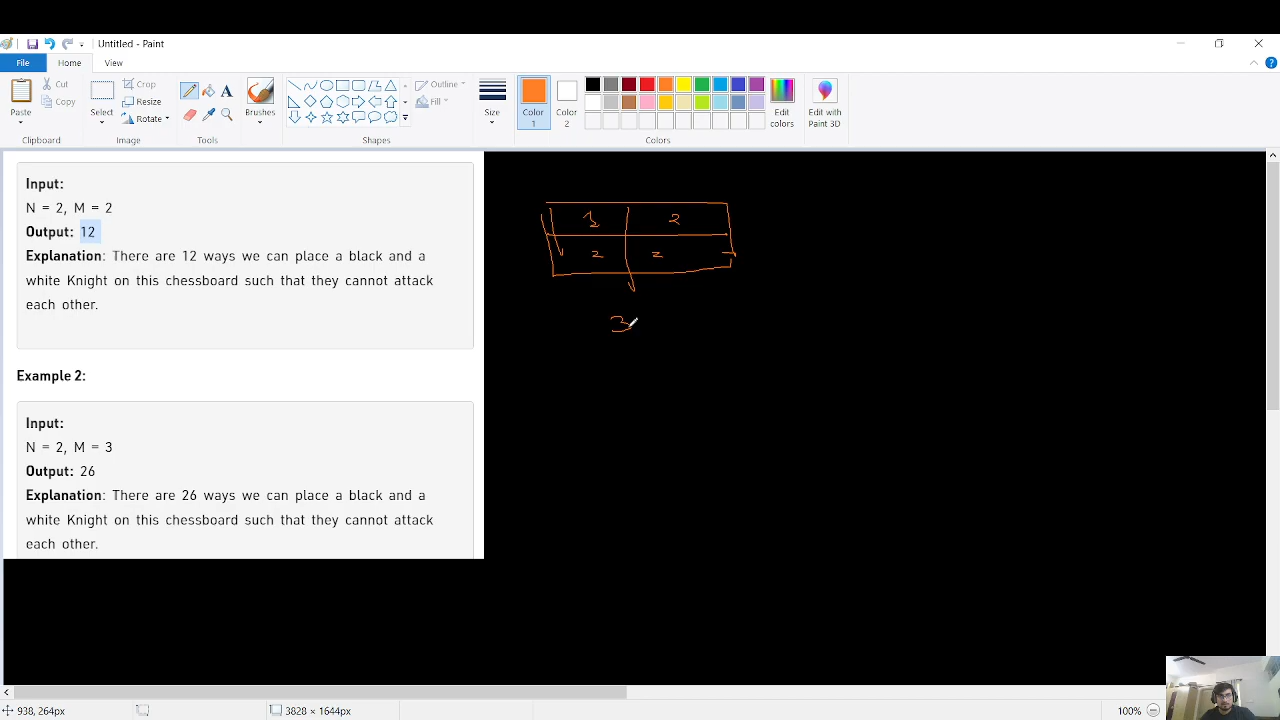 Untitled - Paint
File
Home
View
Paste
Cut
Copy
Clipboard
Select
Crop
Resize
Rotate
Image
A
Tools
Brushes
Outline
Fill
Shapes
Size
Color 1
Color 2
Edit colors
Colors
Edit with Paint 3D
Input:
N = 2, M = 2
Output: 12
Explanation: There are 12 ways we can place a black and a
white Knight on this chessboard such that they cannot attack
each other.
Example 2:
Input:
N = 2, M = 3
Output: 26
Explanation: There are 26 ways we can place a black and a
white Knight on this chessboard such that they cannot attack
each other.
1 2
2 2
3
938, 264px
3828 × 1644px
100%